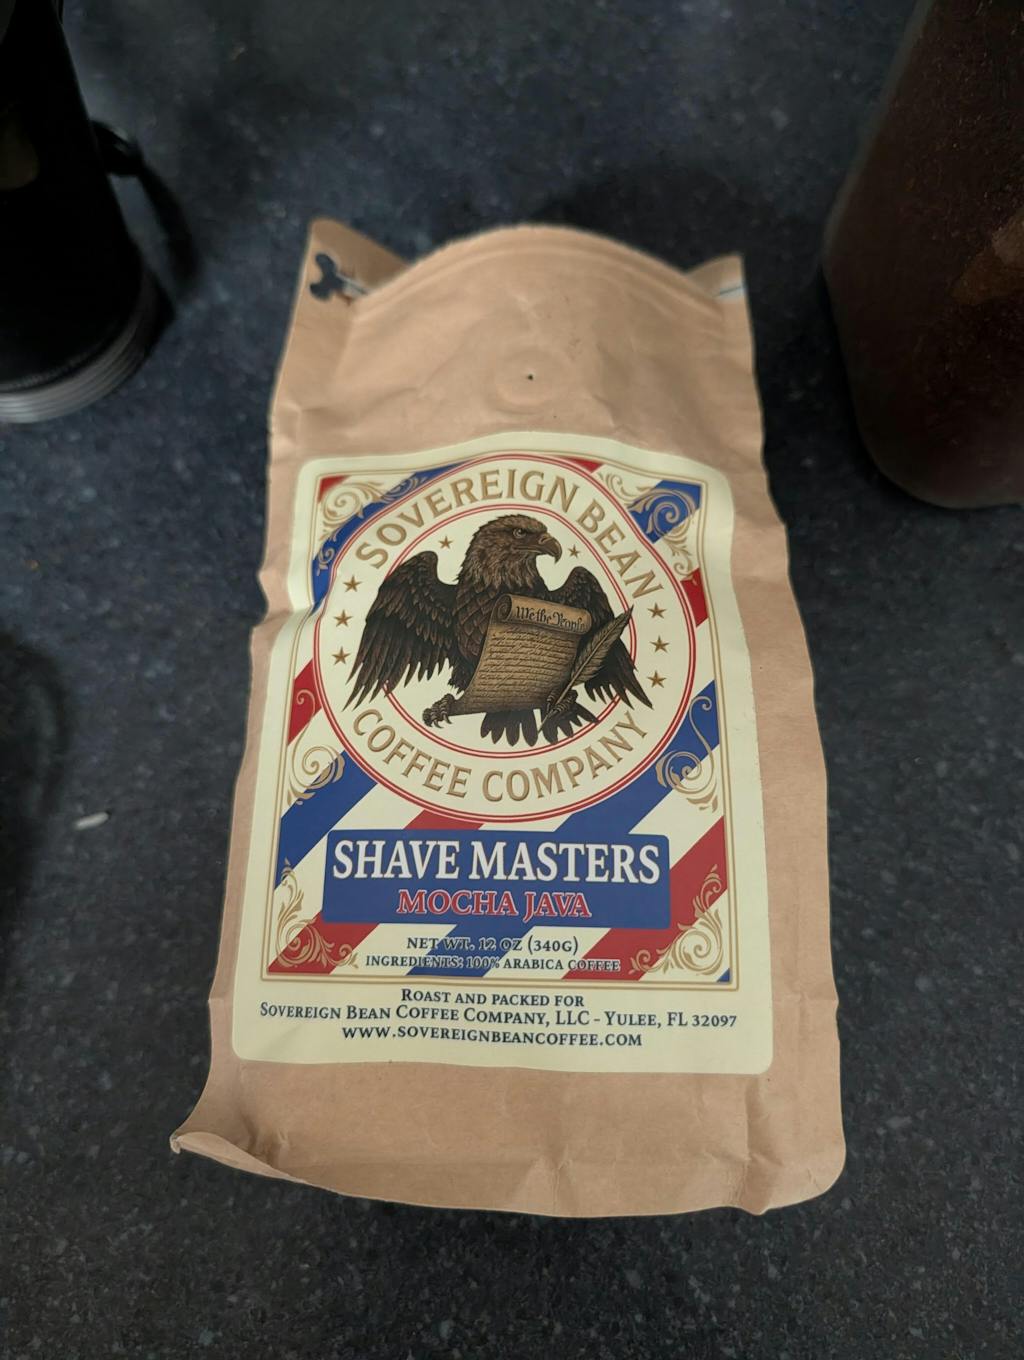 SOVEREIGN BEAN
We the People
COFFEE COMPANY
SHAVE MASTERS
MOCHA JAVA
NET WT. 12 OZ (340G)
INGREDIENTS: 100% ARABICA COFFEE
ROAST AND PACKED FOR
SOVEREIGN BEAN COFFEE COMPANY, LLC - YULEE, FL 32097
WWW.SOVEREIGNBEANCOFFEE.COM